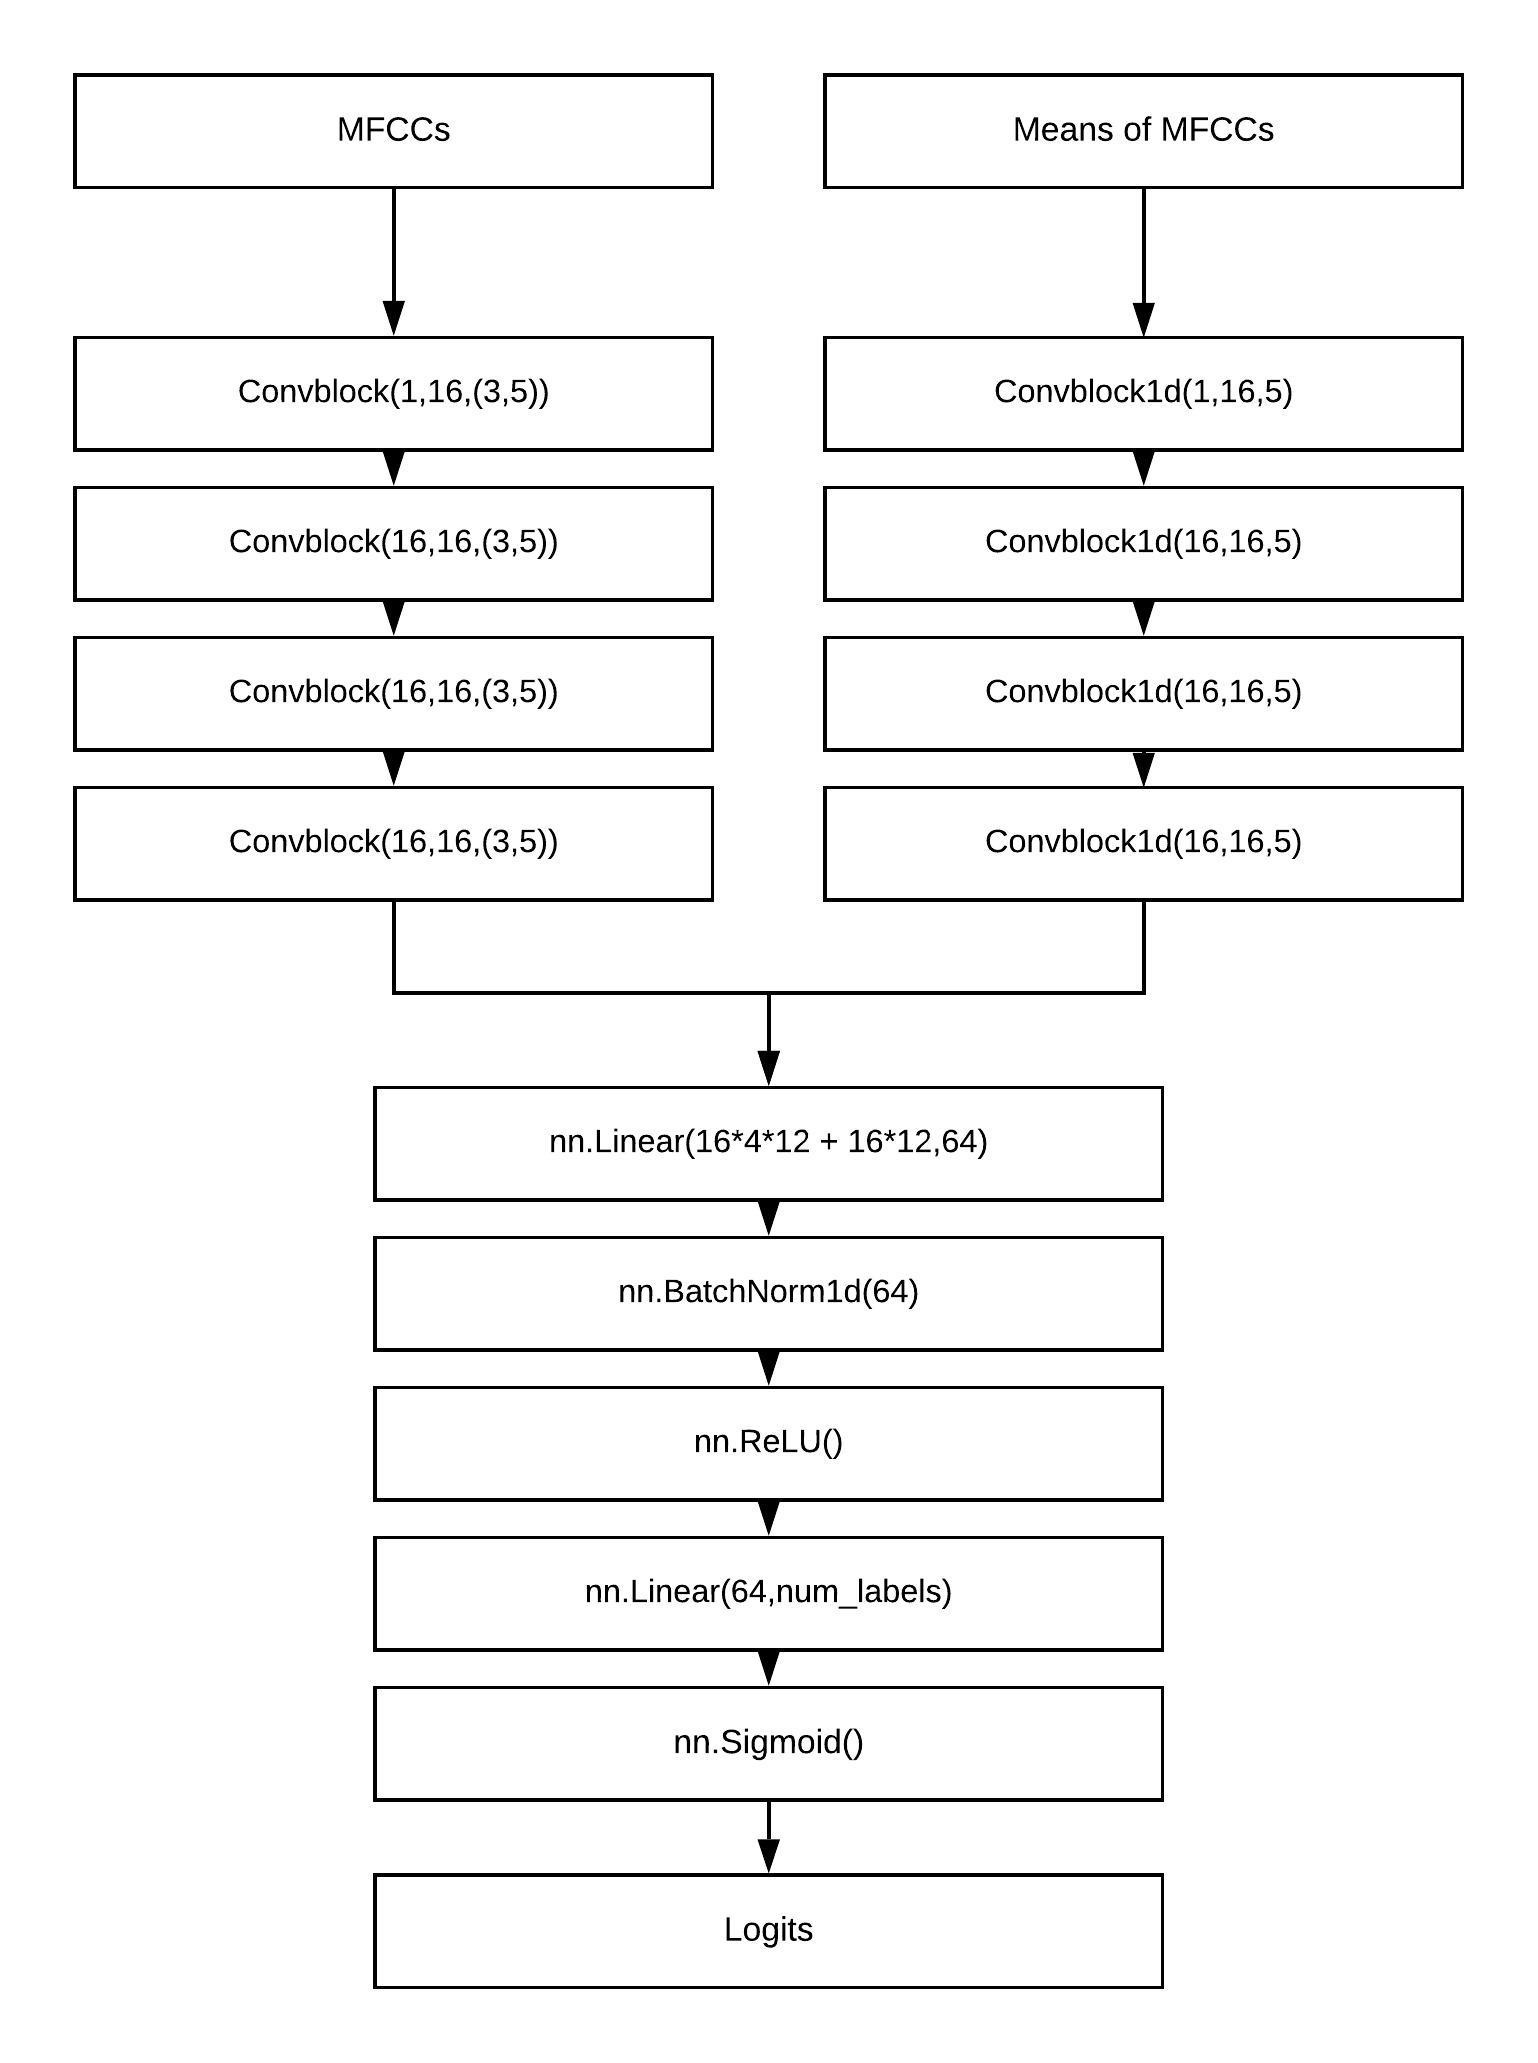 MFCCs
Means of MFCCs
Convblock(1,16,(3,5))
Convblock1d(1,16,5)
Convblock(16,16,(3,5))
Convblock1d(16,16,5)
Convblock(16,16,(3,5))
Convblock1d(16,16,5)
Convblock(16,16,(3,5))
Convblock1d(16,16,5)
nn.Linear(16*4*12 + 16*12,64)
nn.BatchNorm1d(64)
nn.ReLU()
nn.Linear(64,num_labels)
nn.Sigmoid()
Logits